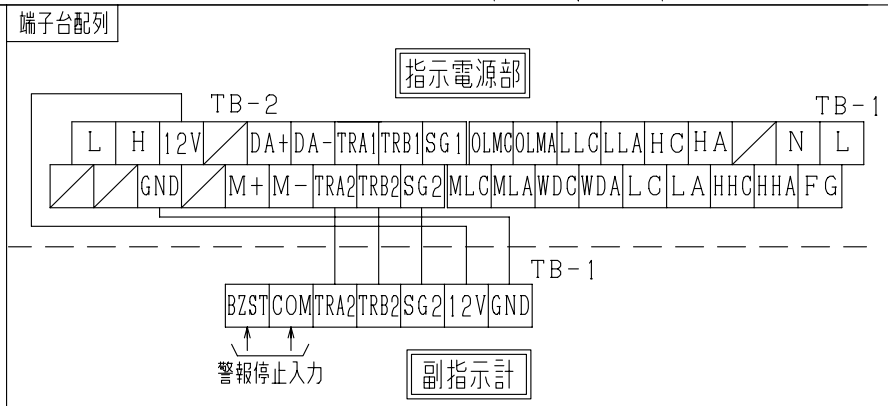 端子台配列
指示電源部
TB-2 TB-1
L H 12V DA+ DA- TRA1 TRB1 SG1 OLMC OLMA LLC LLA HC HA N L
GND M+ M- TRA2 TRB2 SG2 MLC MLA WDC WDA LC LA HHC HHA FG
TB-1
BZST COM TRA2 TRB2 SG2 12V GND
警報停止入力
副指示計